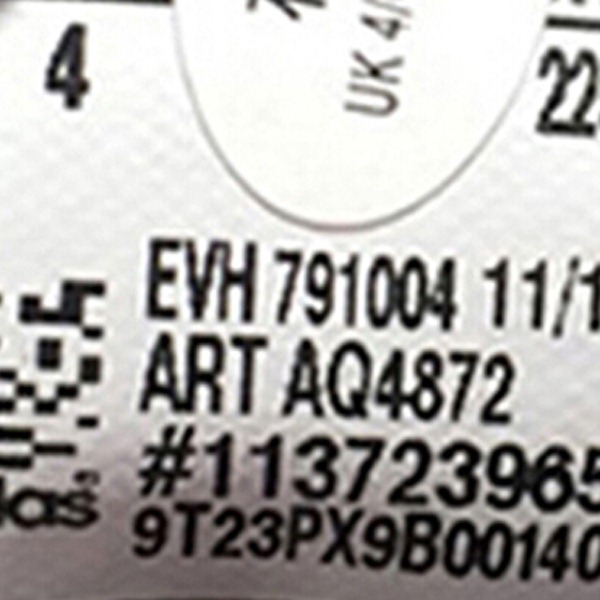 4
UK 4/
22
EVH 791004 11/1
ART AQ4872
#113723965
das
9T23PX9B00140